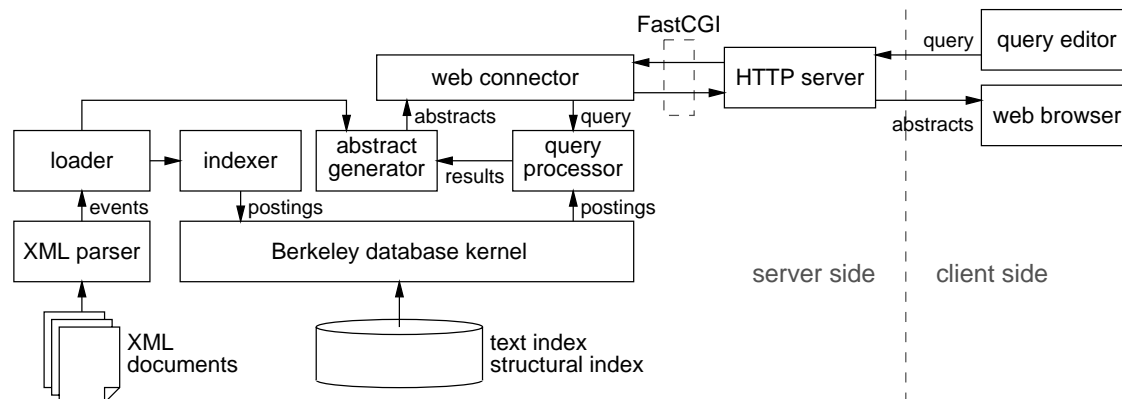 FastCGI
query
query editor
web connector
HTTP server
abstracts
query
abstracts
web browser
loader
indexer
abstract
generator
results
query
processor
events
postings
postings
XML parser
Berkeley database kernel
server side
client side
XML
documents
text index
structural index